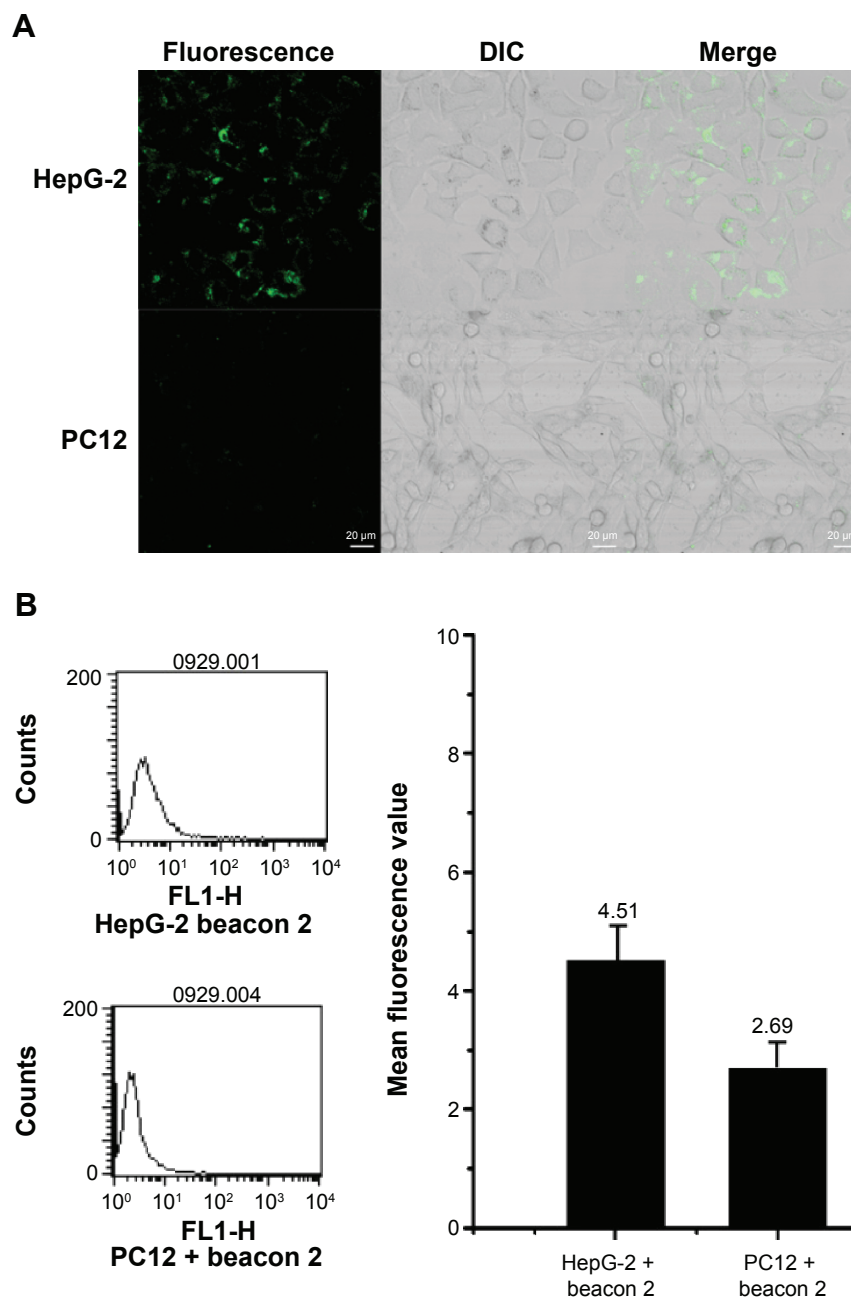 A
Fluorescence DIC Merge
HepG-2
PC12
20 µm 20 µm 20 µm
B
0929.001
200
Counts
0
10⁰ 10¹ 10² 10³ 10⁴
FL1-H
HepG-2 beacon 2
0929.004
200
Counts
0
10⁰ 10¹ 10² 10³ 10⁴
FL1-H
PC12 + beacon 2
Mean fluorescence value
10
8
6
4
2
0
4.51
2.69
HepG-2 +
beacon 2
PC12 +
beacon 2